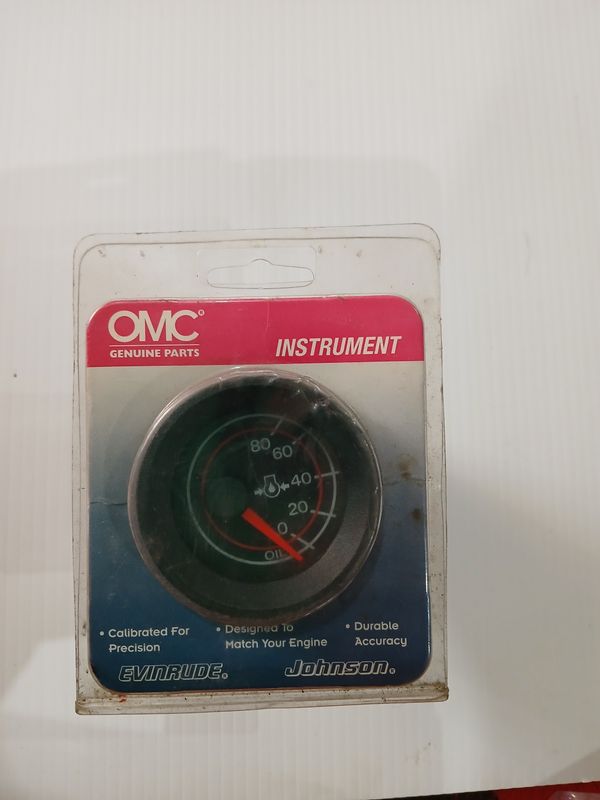 OMC®
GENUINE PARTS
INSTRUMENT
80
60
40
20
0
OIL
• Calibrated For
Precision
• Designed To
Match Your Engine
• Durable
Accuracy
EVINRUDE®
Johnson®